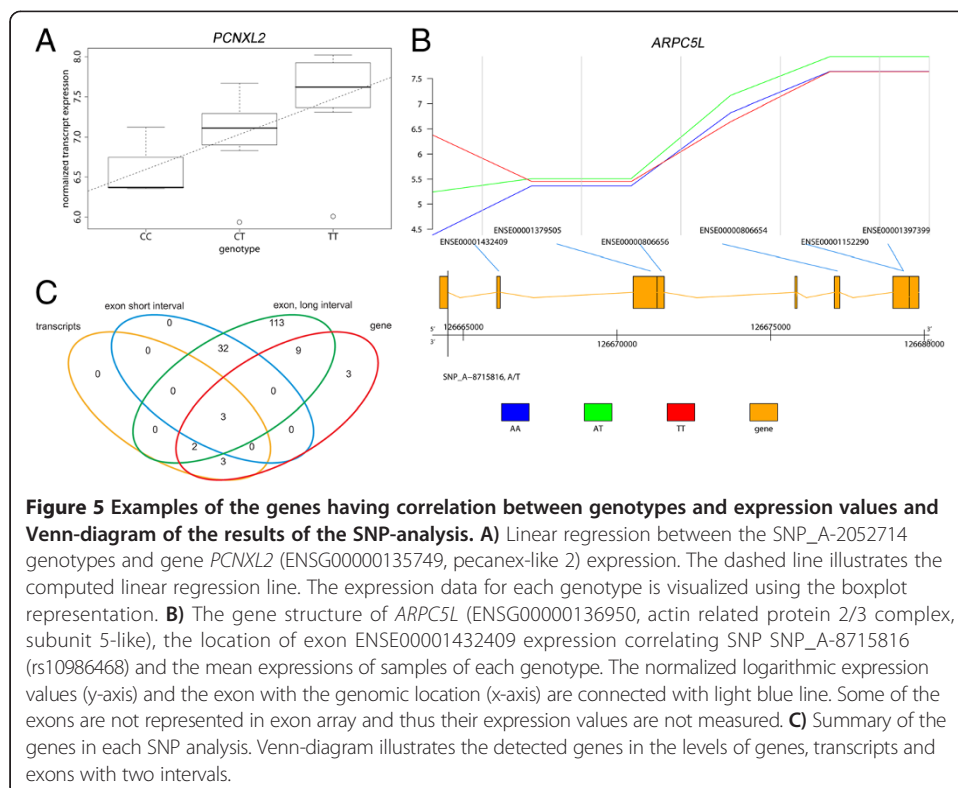 A
PCNXL2
normalized transcript expression
8.0
7.5
7.0
6.5
6.0
CC
CT
TT
genotype
B
ARPC5L
7.5
7
6.5
6
5.5
5
4.5
ENSE00001432409
ENSE00001379505
ENSE00000806656
ENSE00000806654
ENSE00001152290
ENSE00001397399
5'
3'
126665000
126670000
126675000
126680000
3'
SNP_A-8715816, A/T
AA
AT
TT
gene
C
transcripts
exon short interval
exon, long interval
gene
0
113
0
32
9
0
3
0
0
3
0
0
2
0
3
Figure 5 Examples of the genes having correlation between genotypes and expression values and
Venn-diagram of the results of the SNP-analysis. A) Linear regression between the SNP_A-2052714
genotypes and gene PCNXL2 (ENSG00000135749, pecanex-like 2) expression. The dashed line illustrates the
computed linear regression line. The expression data for each genotype is visualized using the boxplot
representation. B) The gene structure of ARPC5L (ENSG00000136950, actin related protein 2/3 complex,
subunit 5-like), the location of exon ENSE00001432409 expression correlating SNP SNP_A-8715816
(rs10986468) and the mean expressions of samples of each genotype. The normalized logarithmic expression
values (y-axis) and the exon with the genomic location (x-axis) are connected with light blue line. Some of the
exons are not represented in exon array and thus their expression values are not measured. C) Summary of the
genes in each SNP analysis. Venn-diagram illustrates the detected genes in the levels of genes, transcripts and
exons with two intervals.